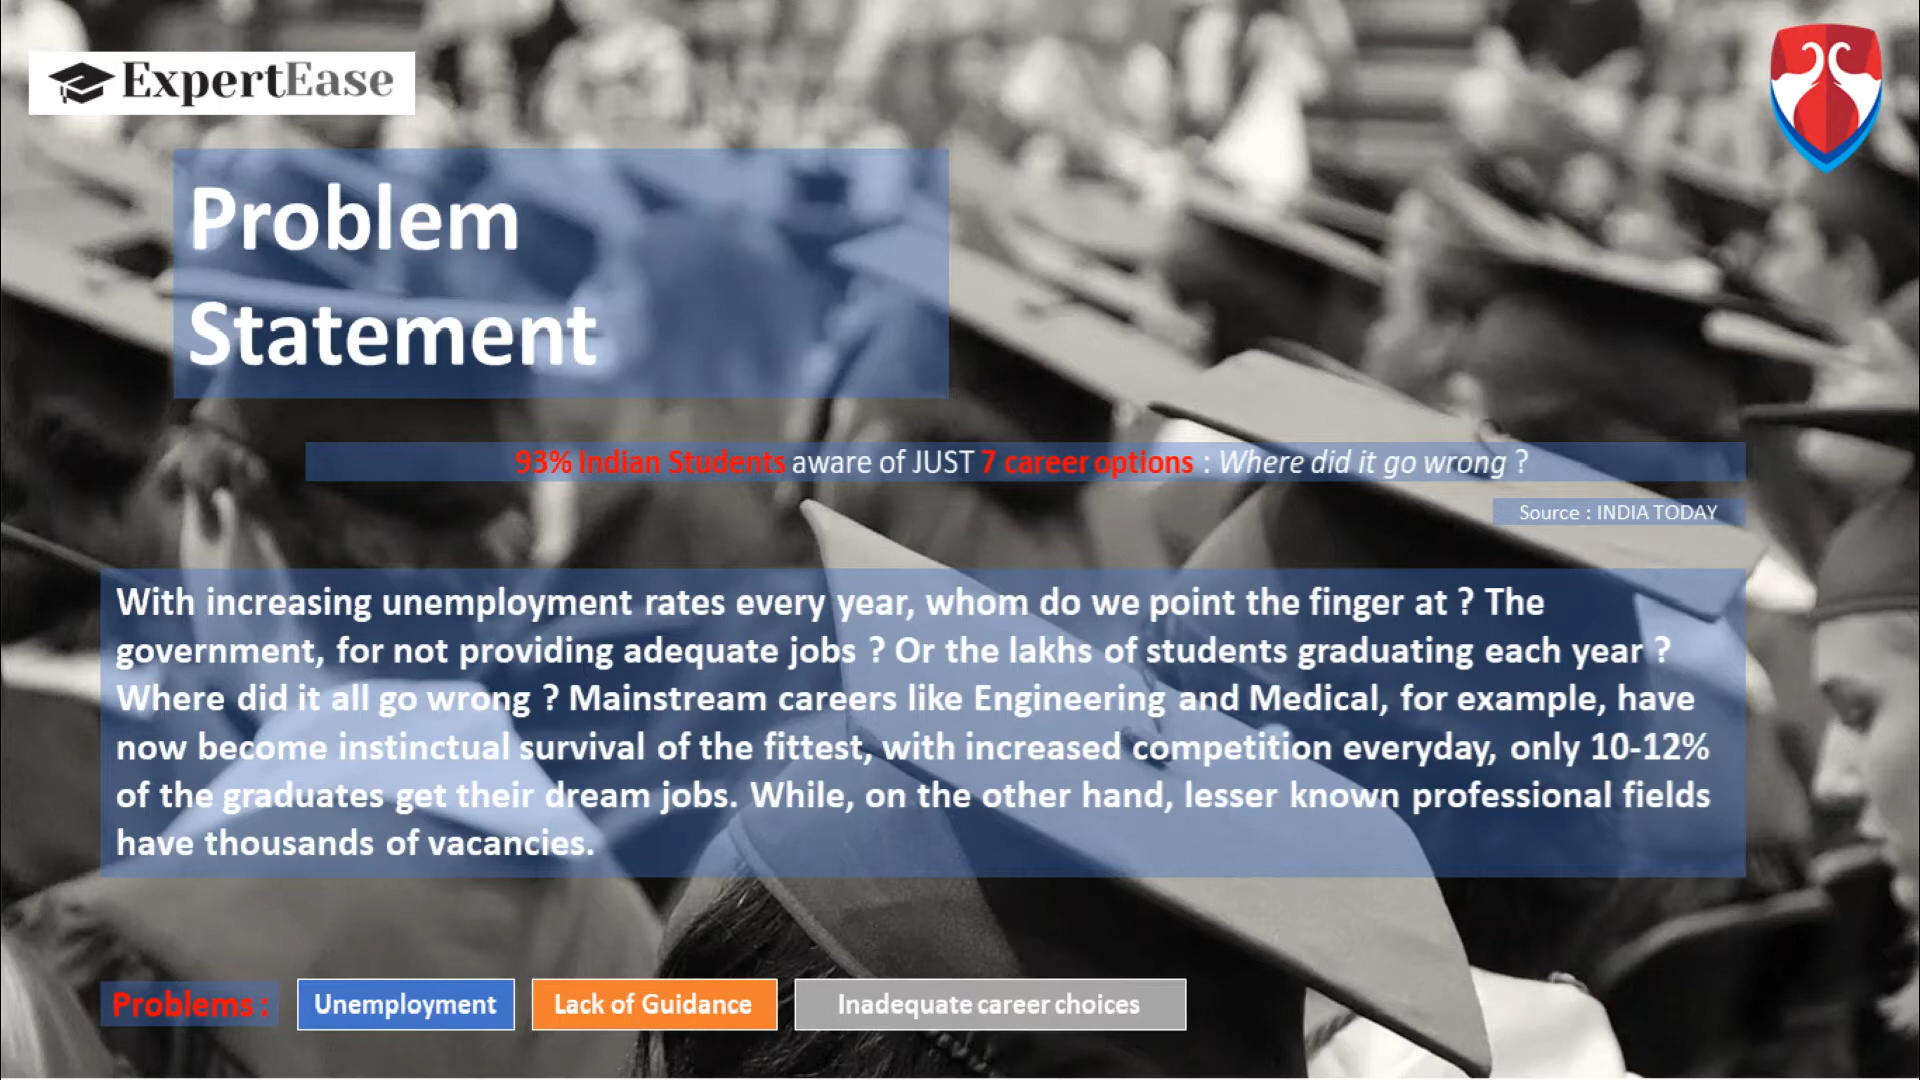 ExpertEase
Problem
Statement
93% Indian Students aware of JUST 7 career options : Where did it go wrong ?
Source : INDIA TODAY
With increasing unemployment rates every year, whom do we point the finger at ? The
government, for not providing adequate jobs ? Or the lakhs of students graduating each year ?
Where did it all go wrong ? Mainstream careers like Engineering and Medical, for example, have
now become instinctual survival of the fittest, with increased competition everyday, only 10-12%
of the graduates get their dream jobs. While, on the other hand, lesser known professional fields
have thousands of vacancies.
Problems : Unemployment Lack of Guidance Inadequate career choices